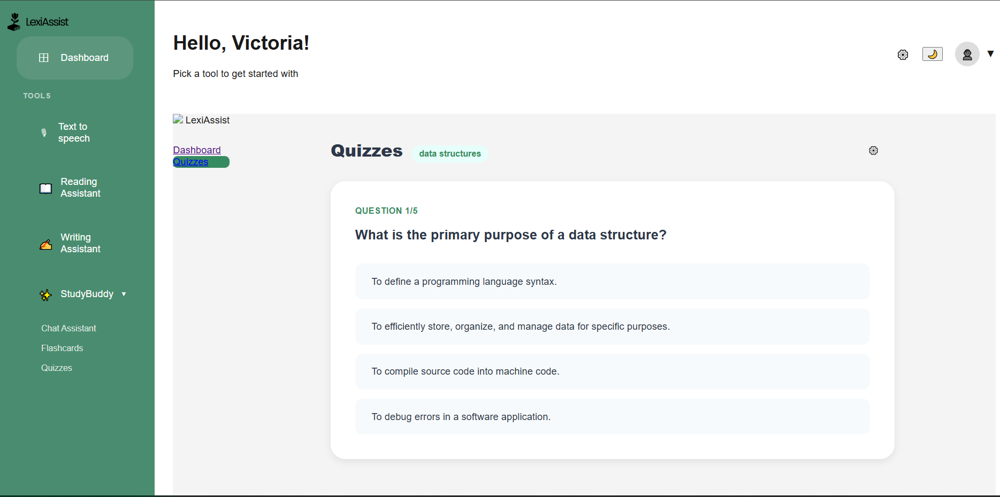 LexiAssist
Dashboard
TOOLS
Text to
speech
Reading
Assistant
Writing
Assistant
StudyBuddy
Chat Assistant
Flashcards
Quizzes
Hello, Victoria!
Pick a tool to get started with
LexiAssist
Dashboard
Quizzes
Quizzes data structures
QUESTION 1/5
What is the primary purpose of a data structure?
To define a programming language syntax.
To efficiently store, organize, and manage data for specific purposes.
To compile source code into machine code.
To debug errors in a software application.